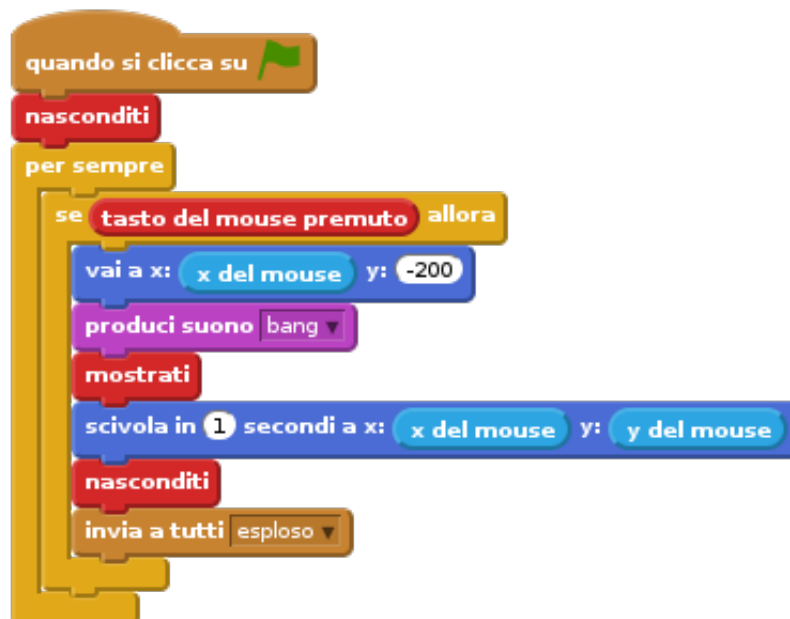 quando si clicca su
nasconditi
per sempre
se tasto del mouse premuto allora
vai a x: x del mouse y: -200
produci suono bang
mostrati
scivola in 1 secondi a x: x del mouse y: y del mouse
nasconditi
invia a tutti esploso